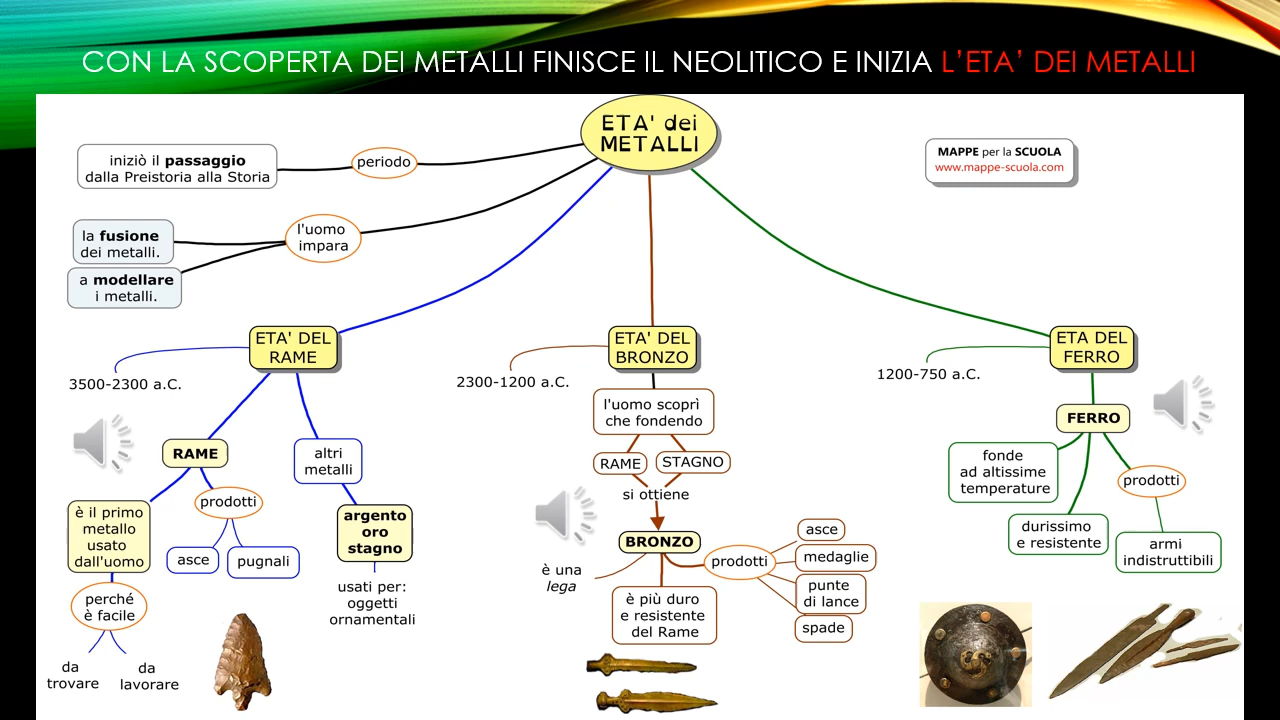 CON LA SCOPERTA DEI METALLI FINISCE IL NEOLITICO E INIZIA L'ETA' DEI METALLI
ETA' dei
METALLI
MAPPE per la SCUOLA
www.mappe-scuola.com
periodo
iniziò il passaggio
dalla Preistoria alla Storia
l'uomo
impara
la fusione
dei metalli.
a modellare
i metalli.
ETA' DEL
RAME
3500-2300 a.C.
RAME
è il primo
metallo
usato
dall'uomo
perché
è facile
da
trovare
da
lavorare
prodotti
asce
pugnali
altri
metalli
argento
oro
stagno
usati per:
oggetti
ornamentali
ETA' DEL
BRONZO
2300-1200 a.C.
l'uomo scoprì
che fondendo
RAME
STAGNO
si ottiene
BRONZO
è una
lega
è più duro
e resistente
del Rame
prodotti
asce
medaglie
punte
di lance
spade
ETA DEL
FERRO
1200-750 a.C.
FERRO
fonde
ad altissime
temperature
durissimo
e resistente
prodotti
armi
indistruttibili